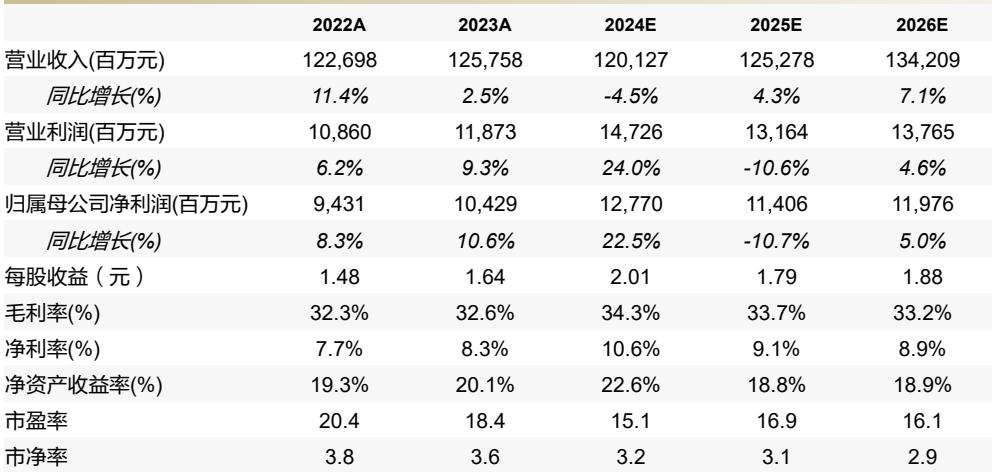 2022A 2023A 2024E 2025E 2026E
营业收入(百万元) 122,698 125,758 120,127 125,278 134,209
同比增长(%) 11.4% 2.5% -4.5% 4.3% 7.1%
营业利润(百万元) 10,860 11,873 14,726 13,164 13,765
同比增长(%) 6.2% 9.3% 24.0% -10.6% 4.6%
归属母公司净利润(百万元) 9,431 10,429 12,770 11,406 11,976
同比增长(%) 8.3% 10.6% 22.5% -10.7% 5.0%
每股收益(元) 1.48 1.64 2.01 1.79 1.88
毛利率(%) 32.3% 32.6% 34.3% 33.7% 33.2%
净利率(%) 7.7% 8.3% 10.6% 9.1% 8.9%
净资产收益率(%) 19.3% 20.1% 22.6% 18.8% 18.9%
市盈率 20.4 18.4 15.1 16.9 16.1
市净率 3.8 3.6 3.2 3.1 2.9